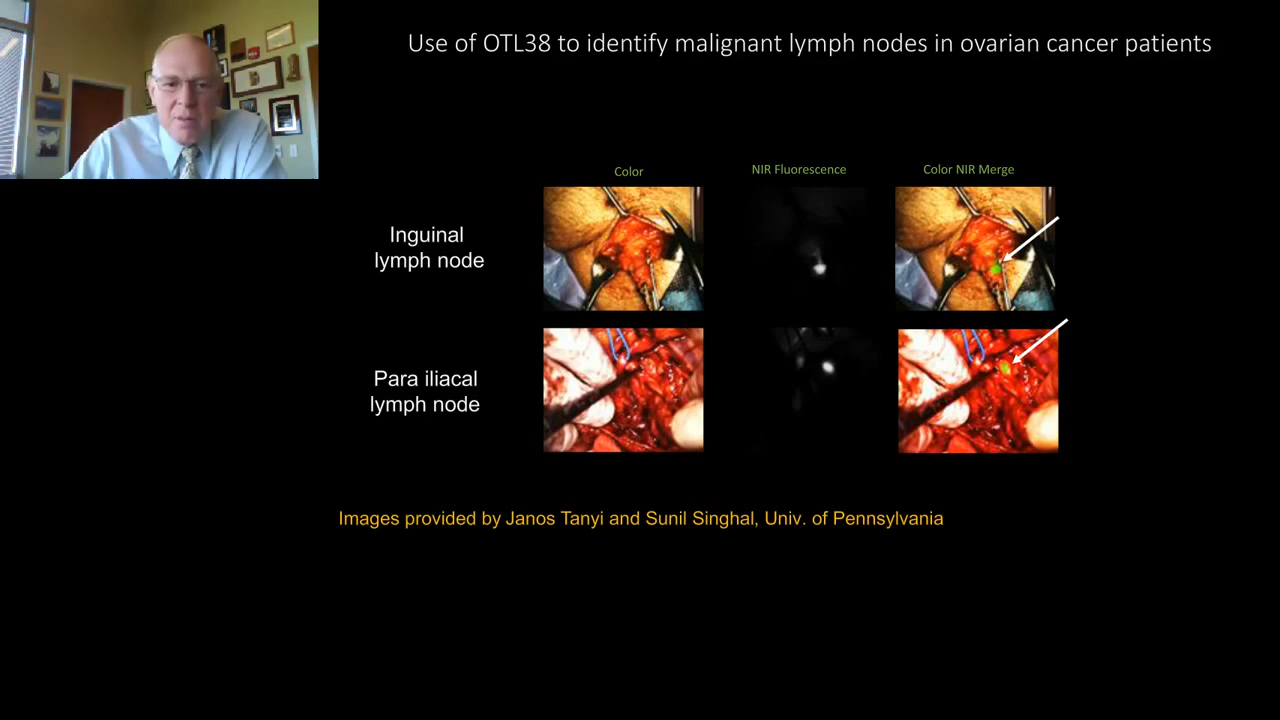 Use of OTL38 to identify malignant lymph nodes in ovarian cancer patients
Color
NIR Fluorescence
Color NIR Merge
Inguinal
lymph node
Para iliacal
lymph node
Images provided by Janos Tanyi and Sunil Singhal, Univ. of Pennsylvania